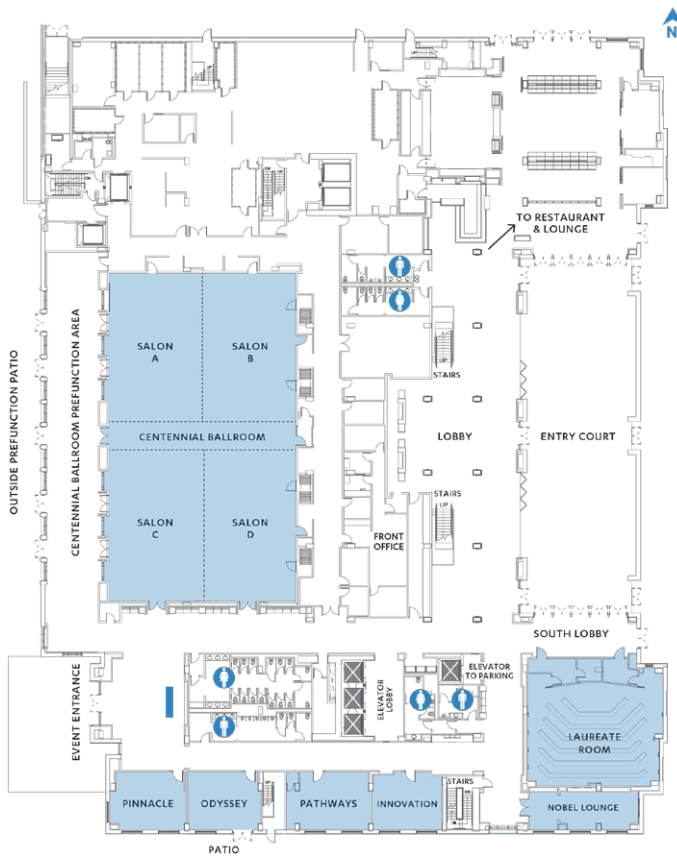 N
TO RESTAURANT
& LOUNGE
SALON
A
SALON
B
CENTENNIAL BALLROOM
SALON
C
SALON
D
OUTSIDE PREFUNCTION PATIO
CENTENNIAL BALLROOM PREFUNCTION AREA
UP
STAIRS
LOBBY
ENTRY COURT
STAIRS
UP
FRONT
OFFICE
SOUTH LOBBY
EVENT ENTRANCE
ELEVATOR
LOBBY
ELEVATOR
TO PARKING
LAUREATE
ROOM
PINNACLE
ODYSSEY
PATHWAYS
INNOVATION
STAIRS
NOBEL LOUNGE
PATIO